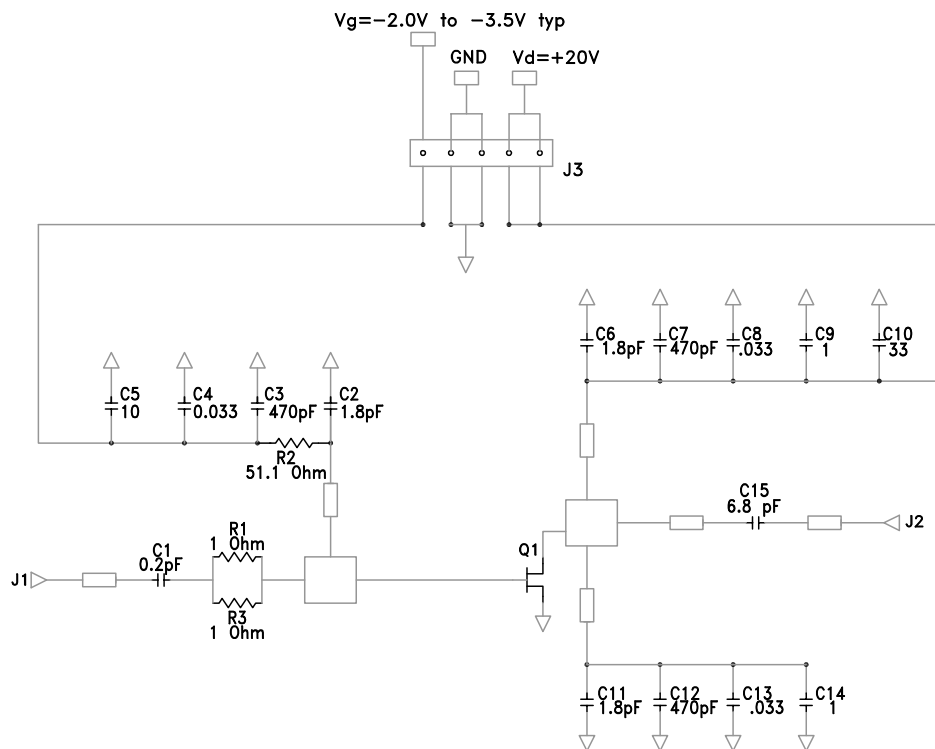 Vg=-2.0V to -3.5V typ
GND
Vd=+20V
J3
C6
1.8pF
C7
470pF
C8
.033
C9
1
C10
33
C5
10
C4
0.033
C3
470pF
C2
1.8pF
R2
51.1 Ohm
C15
6.8 pF
J2
R1
1 Ohm
C1
0.2pF
J1
R3
1 Ohm
Q1
C11
1.8pF
C12
470pF
C13
.033
C14
1